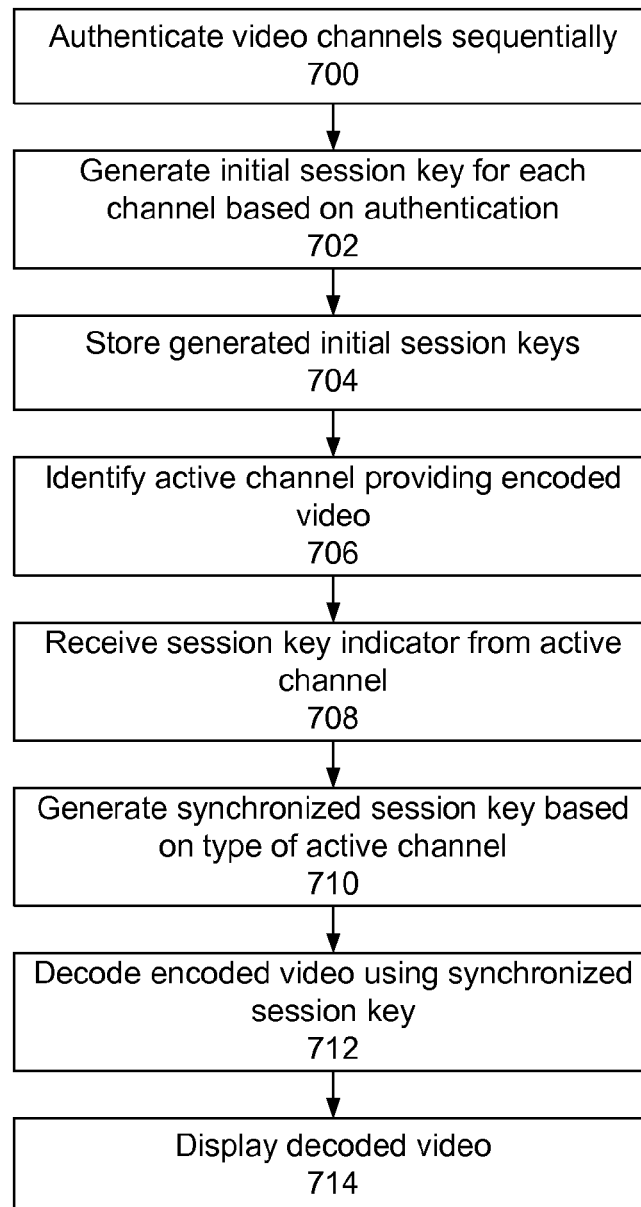 Authenticate video channels sequentially
700
Generate initial session key for each
channel based on authentication
702
Store generated initial session keys
704
Identify active channel providing encoded
video
706
Receive session key indicator from active
channel
708
Generate synchronized session key based
on type of active channel
710
Decode encoded video using synchronized
session key
712
Display decoded video
714